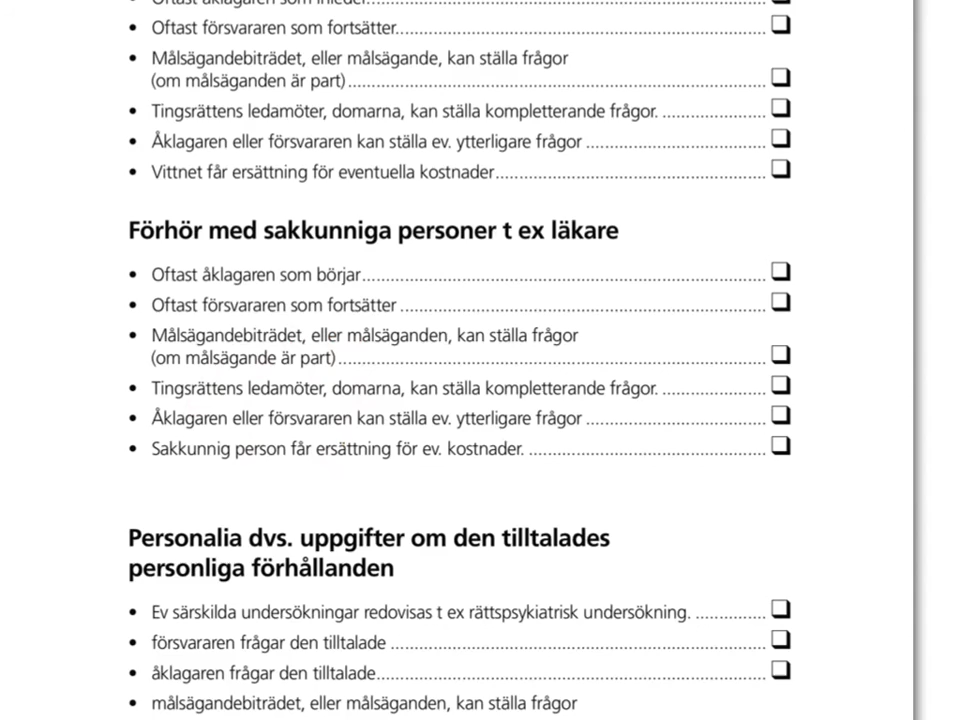 • Oftast åklagaren som inleder
• Oftast försvararen som fortsätter
• Målsägandebiträdet, eller målsägande, kan ställa frågor
(om målsäganden är part)
• Tingsrättens ledamöter, domarna, kan ställa kompletterande frågor.
• Åklagaren eller försvararen kan ställa ev. ytterligare frågor
• Vittnet får ersättning för eventuella kostnader
Förhör med sakkunniga personer t ex läkare
• Oftast åklagaren som börjar
• Oftast försvararen som fortsätter
• Målsägandebiträdet, eller målsäganden, kan ställa frågor
(om målsägande är part)
• Tingsrättens ledamöter, domarna, kan ställa kompletterande frågor.
• Åklagaren eller försvararen kan ställa ev. ytterligare frågor
• Sakkunnig person får ersättning för ev. kostnader.
Personalia dvs. uppgifter om den tilltalades
personliga förhållanden
• Ev särskilda undersökningar redovisas t ex rättspsykiatrisk undersökning.
• försvararen frågar den tilltalade
• åklagaren frågar den tilltalade
• målsägandebiträdet, eller målsäganden, kan ställa frågor